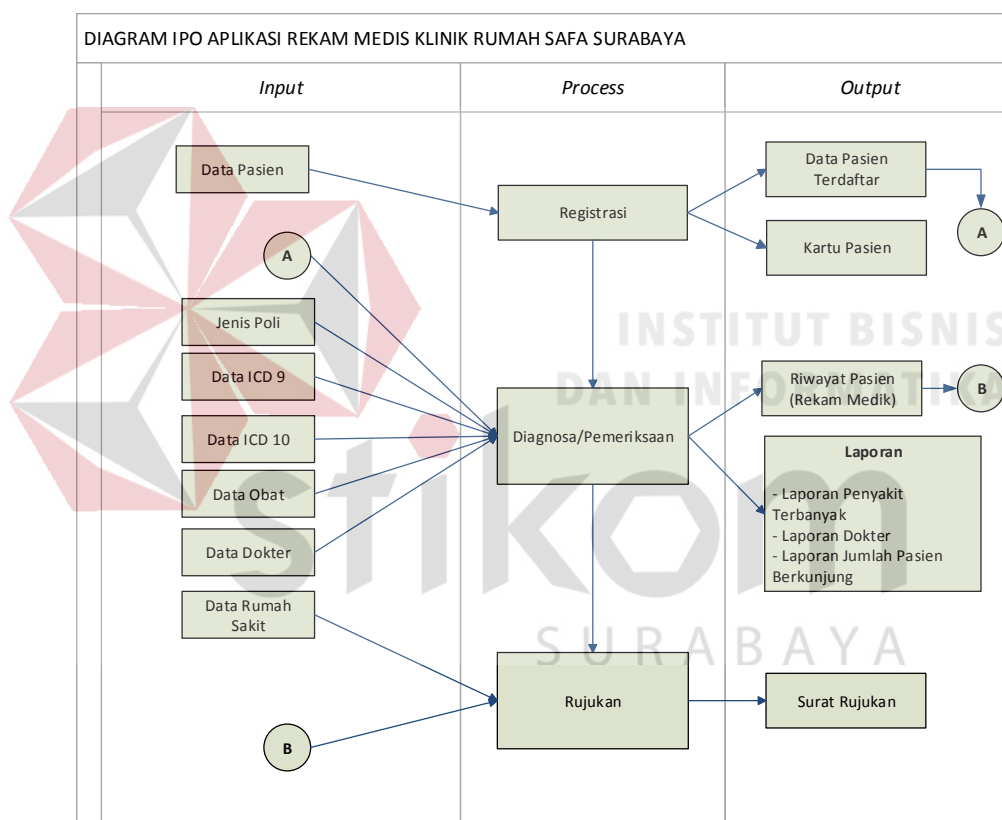 DIAGRAM IPO APLIKASI REKAM MEDIS KLINIK RUMAH SAFA SURABAYA
Input
Process
Output
Data Pasien
Registrasi
Data Pasien
Terdaftar
A
Kartu Pasien
A
Jenis Poli
Data ICD 9
Data ICD 10
Data Obat
Data Dokter
Diagnosa/Pemeriksaan
Riwayat Pasien
(Rekam Medik)
B
Laporan
- Laporan Penyakit
Terbanyak
- Laporan Dokter
- Laporan Jumlah Pasien
Berkunjung
Data Rumah
Sakit
B
Rujukan
Surat Rujukan
INSTITUT BISNIS
DAN INFORMATIKA
stikom
SURABAYA